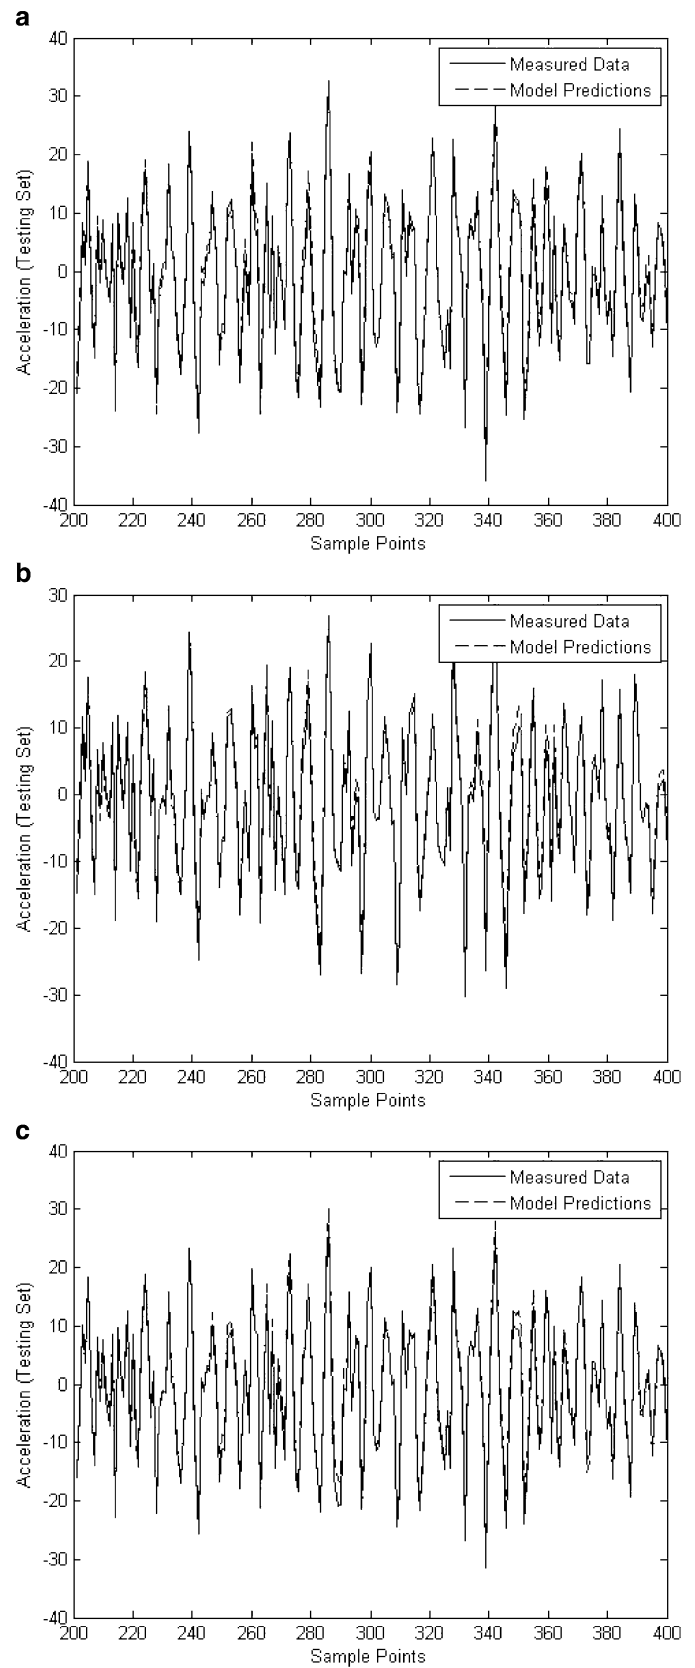 a
40
30
20
10
0
-10
-20
-30
-40
Acceleration (Testing Set)
Measured Data
Model Predictions
200 220 240 260 280 300 320 340 360 380 400
Sample Points
b
30
20
10
0
-10
-20
-30
-40
Acceleration (Testing Set)
Measured Data
Model Predictions
200 220 240 260 280 300 320 340 360 380 400
Sample Points
c
40
30
20
10
0
-10
-20
-30
-40
Acceleration (Testing Set)
Measured Data
Model Predictions
200 220 240 260 280 300 320 340 360 380 400
Sample Points